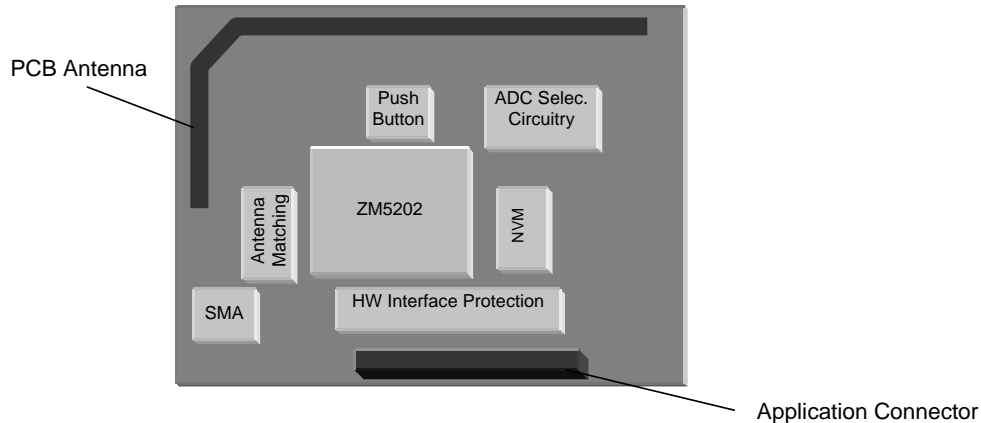 PCB Antenna
Push
Button
ADC Selec.
Circuitry
Antenna
Matching
ZM5202
NVM
SMA
HW Interface Protection
Application Connector